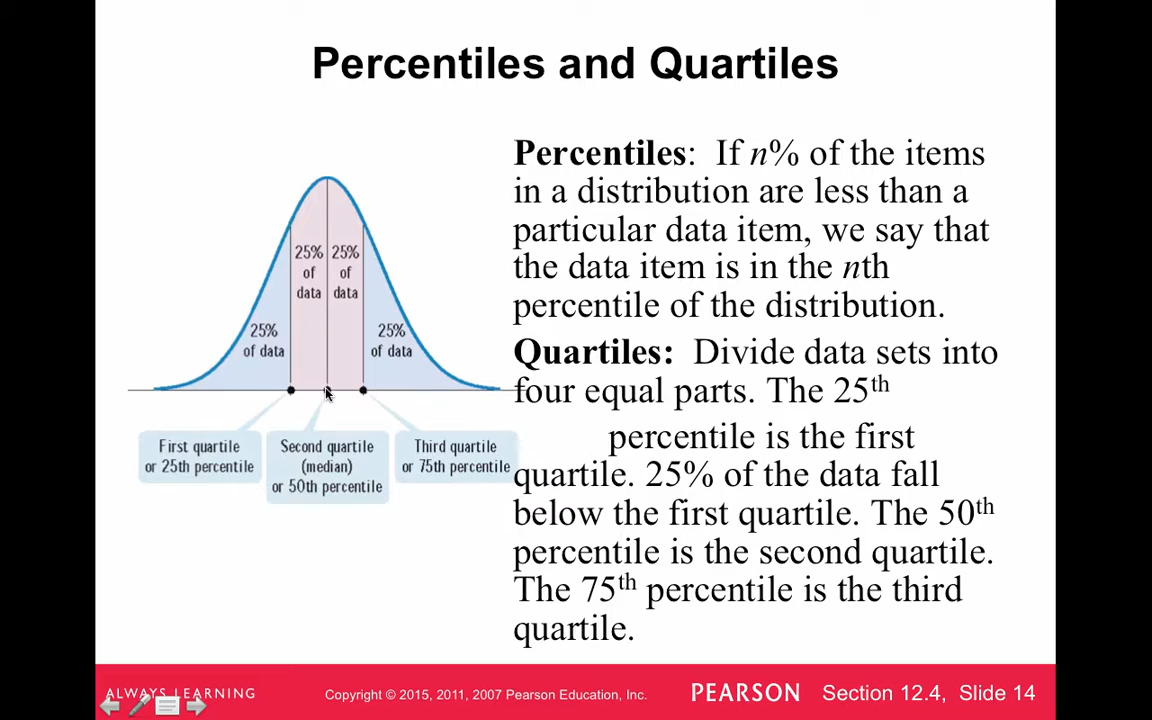 Percentiles and Quartiles
25%
of
data
25%
of
data
25%
of data
25%
of data
First quartile
or 25th percentile
Second quartile
(median)
or 50th percentile
Third quartile
or 75th percentile
Percentiles: If n% of the items
in a distribution are less than a
particular data item, we say that
the data item is in the nth
percentile of the distribution.
Quartiles: Divide data sets into
four equal parts. The 25th
percentile is the first
quartile. 25% of the data fall
below the first quartile. The 50th
percentile is the second quartile.
The 75th percentile is the third
quartile.
ALWAYS LEARNING
Copyright © 2015, 2011, 2007 Pearson Education, Inc.
PEARSON
Section 12.4, Slide 14